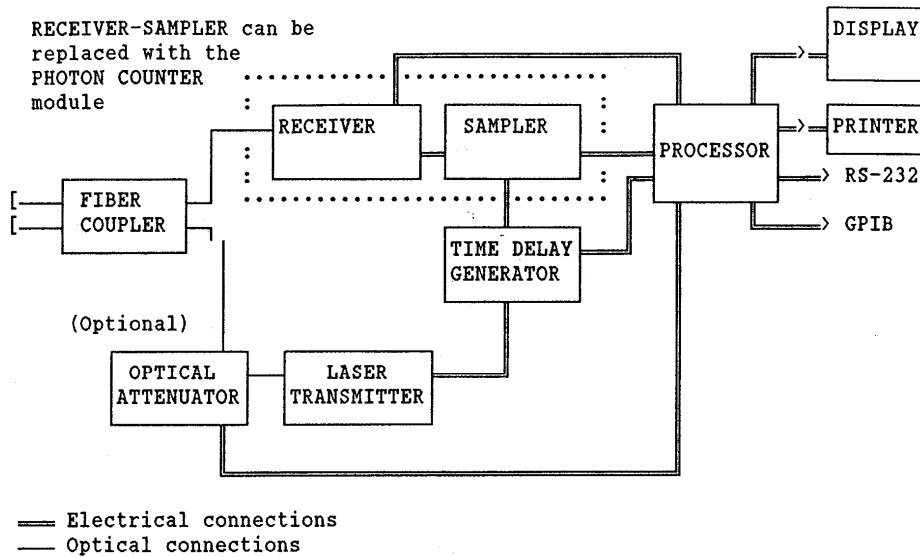 RECEIVER-SAMPLER can be
replaced with the
PHOTON COUNTER
module
DISPLAY
RECEIVER
SAMPLER
PROCESSOR
PRINTER
RS-232
GPIB
FIBER
COUPLER
TIME DELAY
GENERATOR
(Optional)
OPTICAL
ATTENUATOR
LASER
TRANSMITTER
Electrical connections
Optical connections